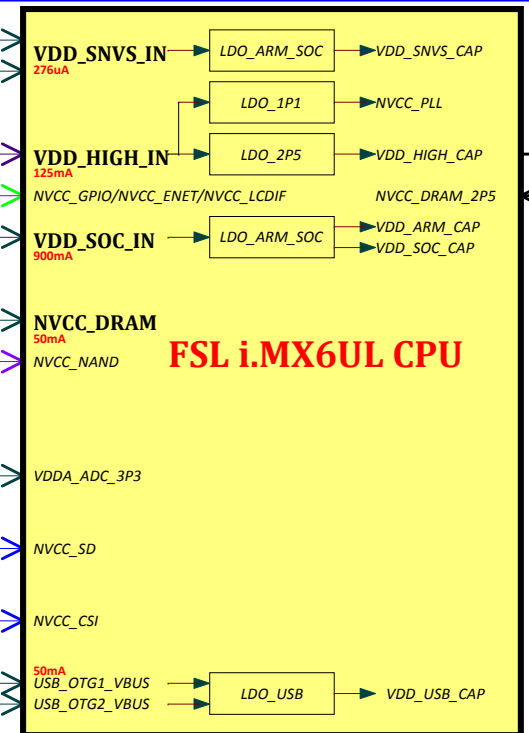 VDD_SNVS_IN LDO_ARM_SOC VDD_SNVS_CAP
276uA
LDO_1P1 NVCC_PLL
VDD_HIGH_IN LDO_2P5 VDD_HIGH_CAP
125mA
NVCC_GPIO/NVCC_ENET/NVCC_LCDIF NVCC_DRAM_2P5
VDD_SOC_IN LDO_ARM_SOC VDD_ARM_CAP
VDD_SOC_CAP
900mA
NVCC_DRAM
50mA
NVCC_NAND
FSL i.MX6UL CPU
VDDA_ADC_3P3
NVCC_SD
NVCC_CSI
50mA
USB_OTG1_VBUS
LDO_USB VDD_USB_CAP
USB_OTG2_VBUS